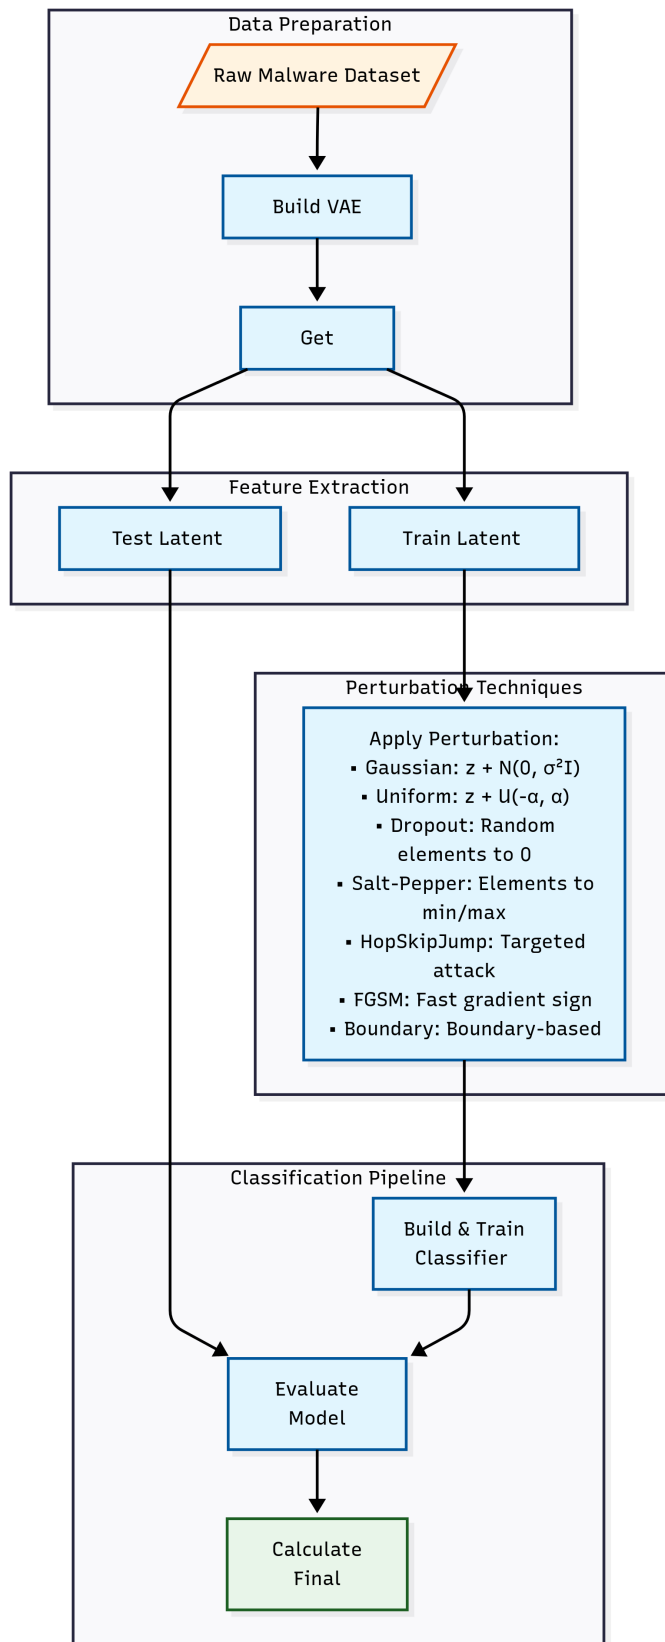 Data Preparation
Raw Malware Dataset
Build VAE
Get
Feature Extraction
Test Latent
Train Latent
Perturbation Techniques
Apply Perturbation:
▪ Gaussian: z + N(0, σ²I)
▪ Uniform: z + U(-α, α)
▪ Dropout: Random
elements to 0
▪ Salt-Pepper: Elements to
min/max
▪ HopSkipJump: Targeted
attack
▪ FGSM: Fast gradient sign
▪ Boundary: Boundary-based
Classification Pipeline
Build & Train
Classifier
Evaluate
Model
Calculate
Final